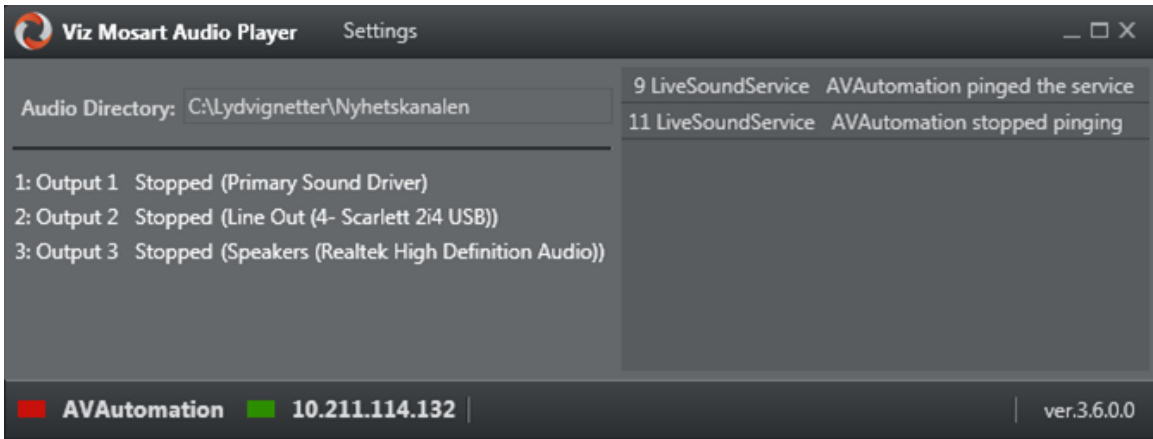 Viz Mosart Audio Player Settings
Audio Directory: C:\Lydvignetter\Nyhetskanalen
1: Output 1 Stopped (Primary Sound Driver)
2: Output 2 Stopped (Line Out (4- Scarlett 2i4 USB))
3: Output 3 Stopped (Speakers (Realtek High Definition Audio))
9 LiveSoundService AVAutomation pinged the service
11 LiveSoundService AVAutomation stopped pinging
AVAutomation 10.211.114.132 ver.3.6.0.0